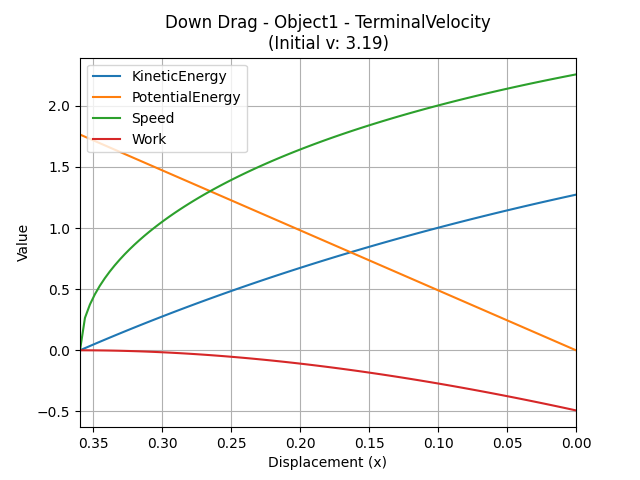 Down Drag - Object1 - TerminalVelocity
(Initial v: 3.19)
KineticEnergy
PotentialEnergy
Speed
Work
Value
2.0
1.5
1.0
0.5
0.0
−0.5
0.35 0.30 0.25 0.20 0.15 0.10 0.05 0.00
Displacement (x)